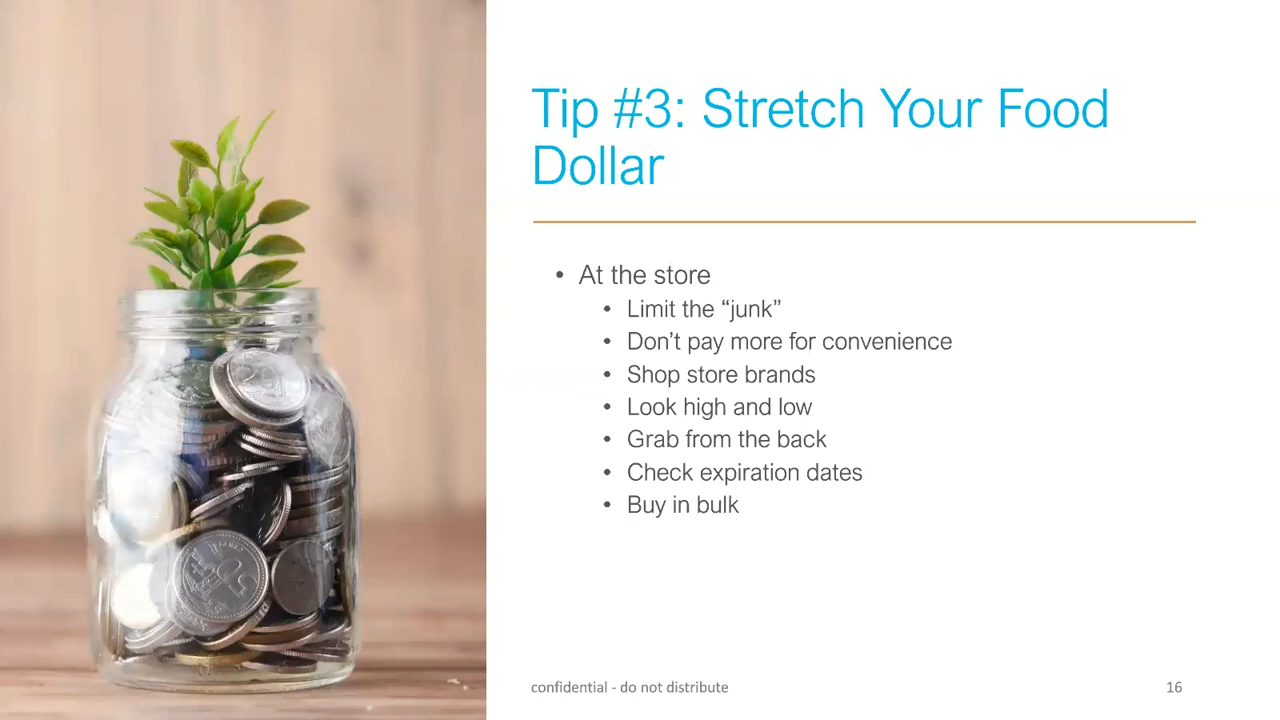 Tip #3: Stretch Your Food
Dollar
• At the store
• Limit the “junk”
• Don’t pay more for convenience
• Shop store brands
• Look high and low
• Grab from the back
• Check expiration dates
• Buy in bulk
confidential - do not distribute
16